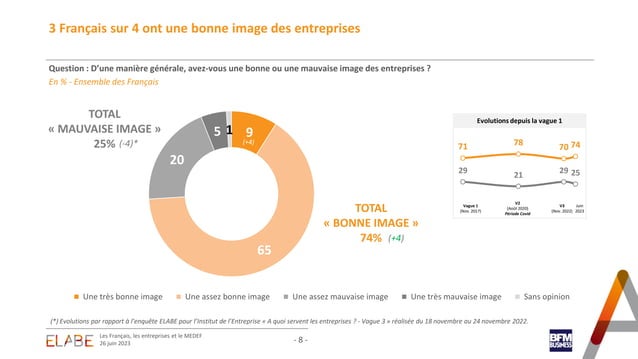 3 Français sur 4 ont une bonne image des entreprises
Question : D'une manière générale, avez-vous une bonne ou une mauvaise image des entreprises ?
En % - Ensemble des Français
TOTAL
« MAUVAISE IMAGE »
25% (-4)*
5
1
9
(+4)
20
65
TOTAL
« BONNE IMAGE »
74% (+4)
Evolutions depuis la vague 1
71
78
70
74
29
21
29
25
Vague 1
(Nov. 2017)
V2
(Août 2020)
Période Covid
V3
(Nov. 2022)
Juin
2023
Une très bonne image
Une assez bonne image
Une assez mauvaise image
Une très mauvaise image
Sans opinion
(*) Evolutions par rapport à l'enquête ELABE pour l'Institut de l'Entreprise « A quoi servent les entreprises ? - Vague 3 » réalisée du 18 novembre au 24 novembre 2022.
ELABE
Les Français, les entreprises et le MEDEF
26 juin 2023
- 8 -
BFM
BUSINESS